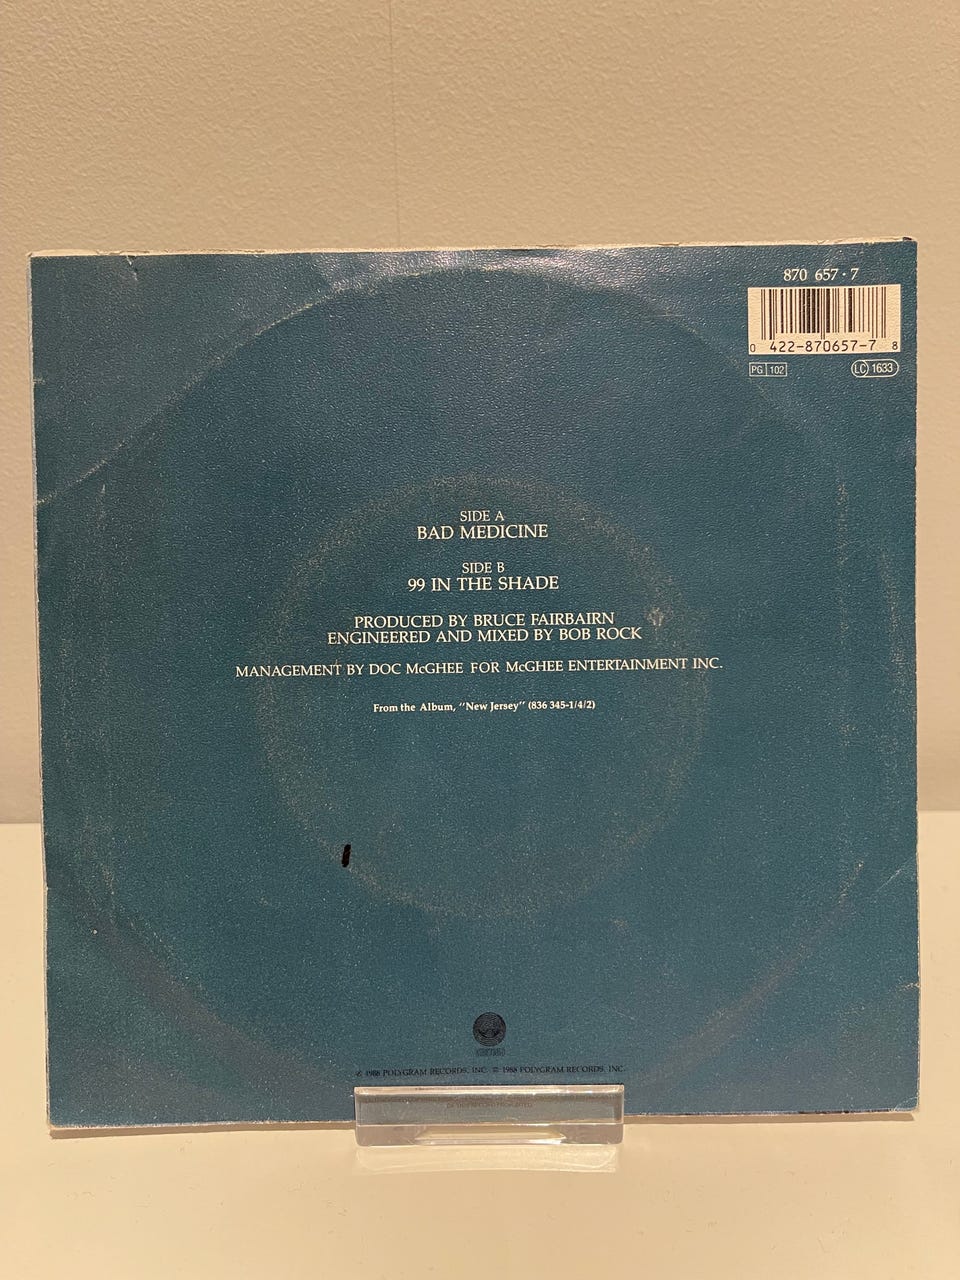 870 657·7
0 422-870657-7 8
PG 102
LC 1633
SIDE A
BAD MEDICINE
SIDE B
99 IN THE SHADE
PRODUCED BY BRUCE FAIRBAIRN
ENGINEERED AND MIXED BY BOB ROCK
MANAGEMENT BY DOC McGHEE FOR McGHEE ENTERTAINMENT INC.
From the Album, "New Jersey" (836 345-1/4/2)
℗ 1988 POLYGRAM RECORDS, INC. © 1988 POLYGRAM RECORDS, INC.